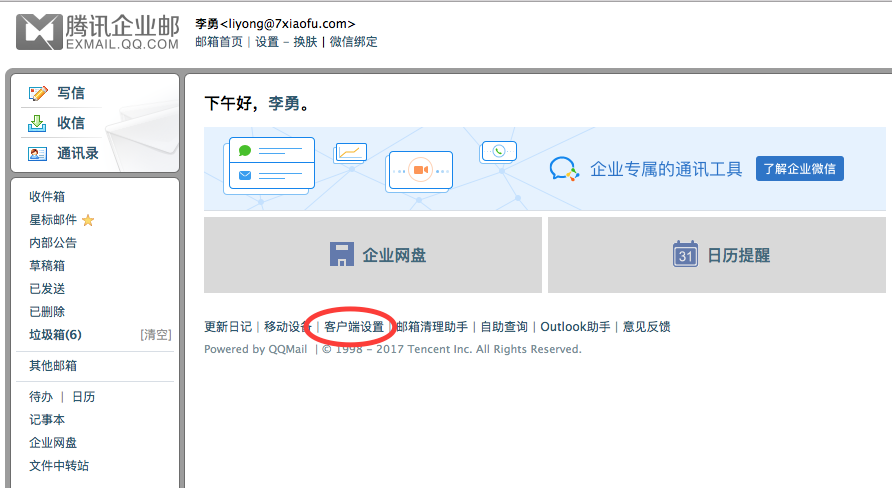 腾讯企业邮
EXMAIL.QQ.COM
李勇<liyong@7xiaofu.com>
邮箱首页 | 设置 - 换肤 | 微信绑定
写信
收信
通讯录
收件箱
星标邮件
内部公告
草稿箱
已发送
已删除
垃圾箱(6) [清空]
其他邮箱
待办 | 日历
记事本
企业网盘
文件中转站
下午好，李勇。
企业专属的通讯工具 了解企业微信
企业网盘
31 日历提醒
更新日记 | 移动设备 | 客户端设置 | 邮箱清理助手 | 自助查询 | Outlook助手 | 意见反馈
Powered by QQMail | © 1998 - 2017 Tencent Inc. All Rights Reserved.